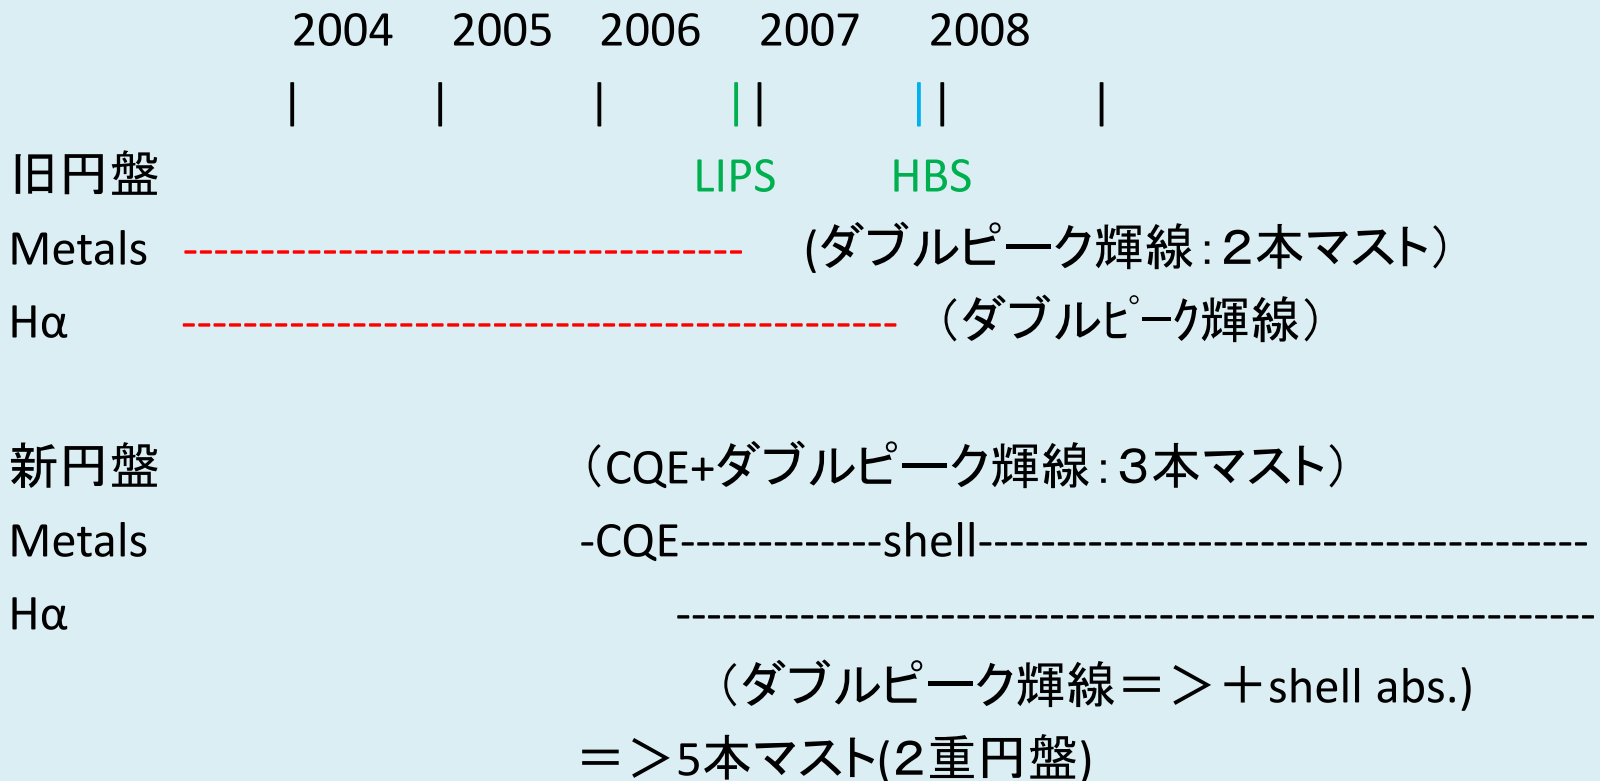 2004 2005 2006 2007 2008
| | | | | | | |
旧円盤 LIPS HBS
Metals ------------------------------------ (ダブルピーク輝線:２本マスト）
Hα ---------------------------------------------- （ダブルピｰｸ輝線）
新円盤 （CQE+ダブルピーク輝線:３本マスト）
Metals -CQE-------------shell---------------------------------------
Hα -----------------------------------------------------------
（ダブルピーク輝線＝＞＋shell abs.)
＝＞5本マスト(２重円盤)